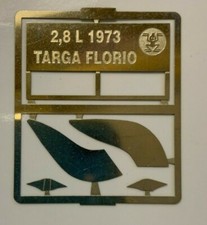 2,8 L 1973
TARGA FLORIO